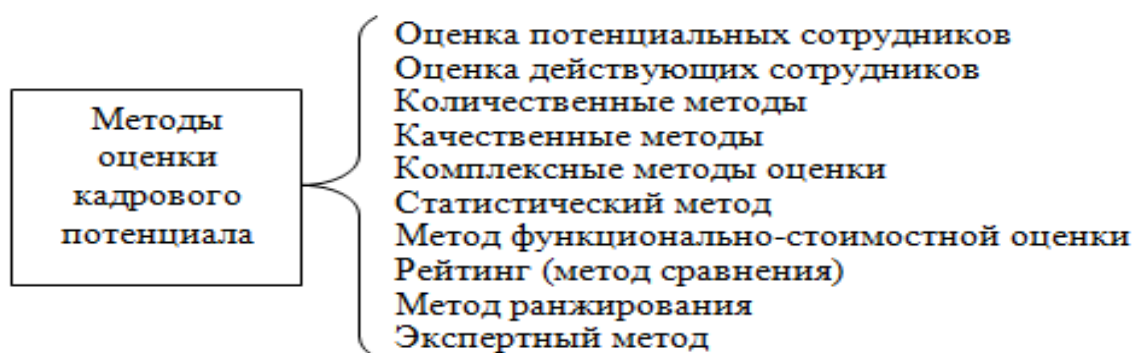 Методы
оценки
кадрового
потенциала
Оценка потенциальных сотрудников
Оценка действующих сотрудников
Количественные методы
Качественные методы
Комплексные методы оценки
Статистический метод
Метод функционально-стоимостной оценки
Рейтинг (метод сравнения)
Метод ранжирования
Экспертный метод